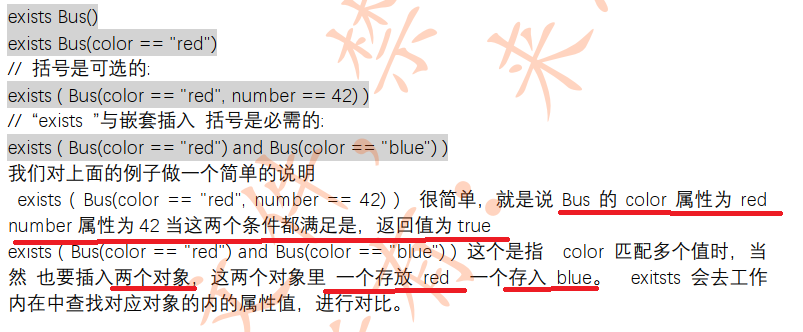 exists Bus()
exists Bus(color == "red")
// 括号是可选的:
exists ( Bus(color == "red", number == 42) )
// “exists ”与嵌套插入 括号是必需的:
exists ( Bus(color == "red") and Bus(color == "blue") )
我们对上面的例子做一个简单的说明
exists ( Bus(color == "red", number == 42) ) 很简单，就是说 Bus 的 color 属性为 red
number 属性为 42 当这两个条件都满足是，返回值为 true
exists ( Bus(color == "red") and Bus(color == "blue") ) 这个是指 color 匹配多个值时，当
然 也要插入两个对象，这两个对象里 一个存放 red 一个存入 blue。 exitsts 会去工作
内在中查找对应对象的内的属性值，进行对比。